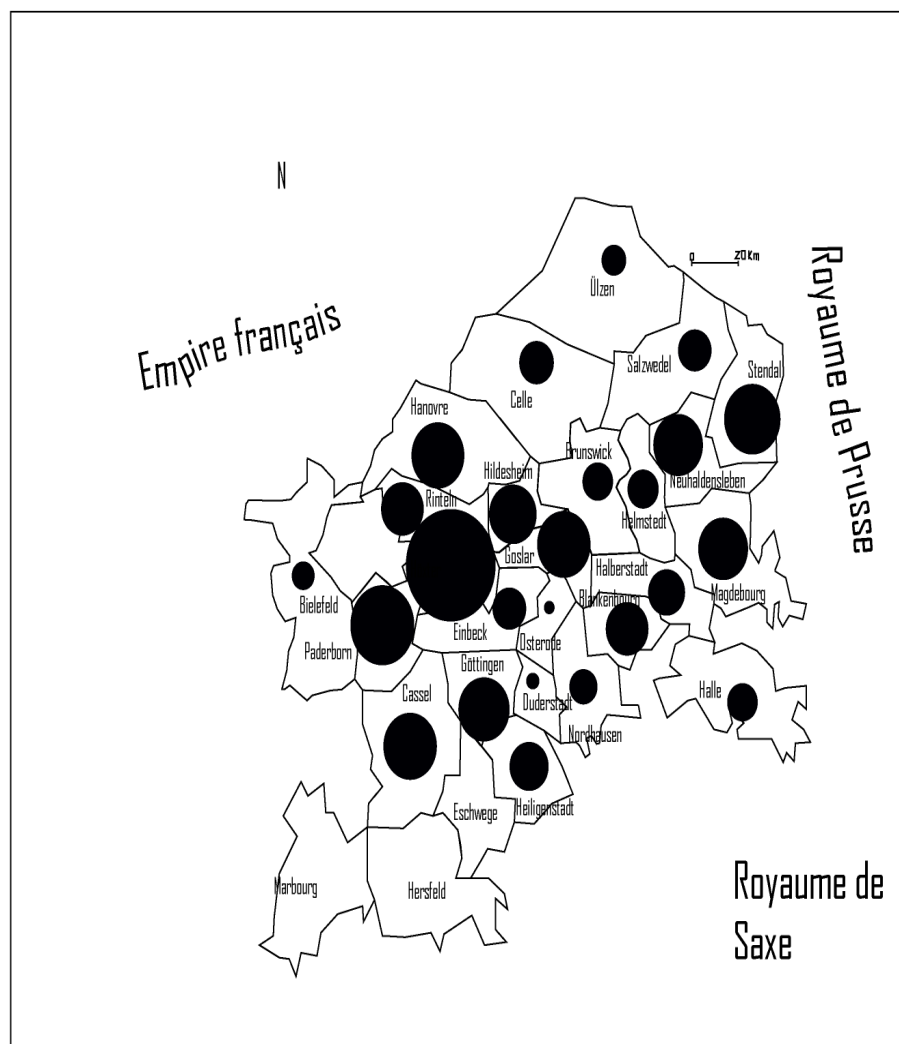 N
0 20 Km
Ülzen
Royaume de Prusse
Empire français
Salzwedel
Stendal
Celle
Hanovre
Brunswick
Hildesheim
Neuhaldensleben
Rinteln
Helmstedt
Goslar
Halberstadt
Magdebourg
Blankenbourg
Bielefeld
Einbeck
Osterode
Paderborn
Göttingen
Cassel
Halle
Duderstadt
Nordhausen
Eschwege
Heiligenstadt
Marbourg
Hersfeld
Royaume de
Saxe